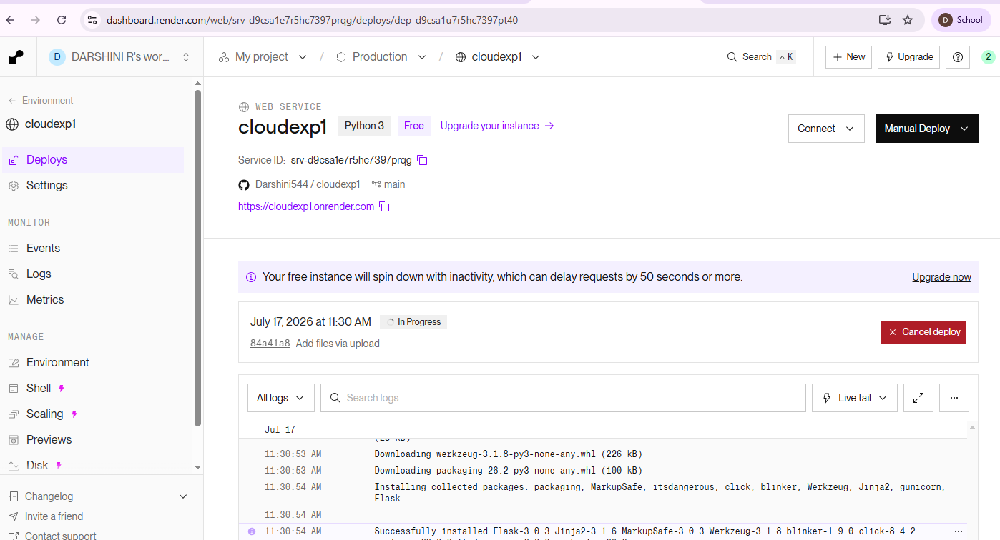 dashboard.render.com/web/srv-d9csa1e7r5hc7397prqg/deploys/dep-d9csa1u7r5hc7397pt40
D School
D DARSHINI R's wor... My project / Production / cloudexp1 Search ^ K + New Upgrade 2
← Environment
cloudexp1
Deploys
Settings
MONITOR
Events
Logs
Metrics
MANAGE
Environment
Shell
Scaling
Previews
Disk
Changelog
Invite a friend
Contact support
WEB SERVICE
cloudexp1 Python 3 Free Upgrade your instance →
Connect Manual Deploy
Service ID: srv-d9csa1e7r5hc7397prqg
Darshini544 / cloudexp1 main
https://cloudexp1.onrender.com
Your free instance will spin down with inactivity, which can delay requests by 50 seconds or more. Upgrade now
July 17, 2026 at 11:30 AM In Progress
84a41a8 Add files via upload
× Cancel deploy
All logs Search logs Live tail ...
Jul 17
11:30:53 AM Downloading werkzeug-3.1.8-py3-none-any.whl (226 kB)
11:30:53 AM Downloading packaging-26.2-py3-none-any.whl (100 kB)
11:30:54 AM Installing collected packages: packaging, MarkupSafe, itsdangerous, click, blinker, Werkzeug, Jinja2, gunicorn,
Flask
11:30:54 AM
11:30:54 AM Successfully installed Flask-3.0.3 Jinja2-3.1.6 MarkupSafe-3.0.3 Werkzeug-3.1.8 blinker-1.9.0 click-8.4.2 ...